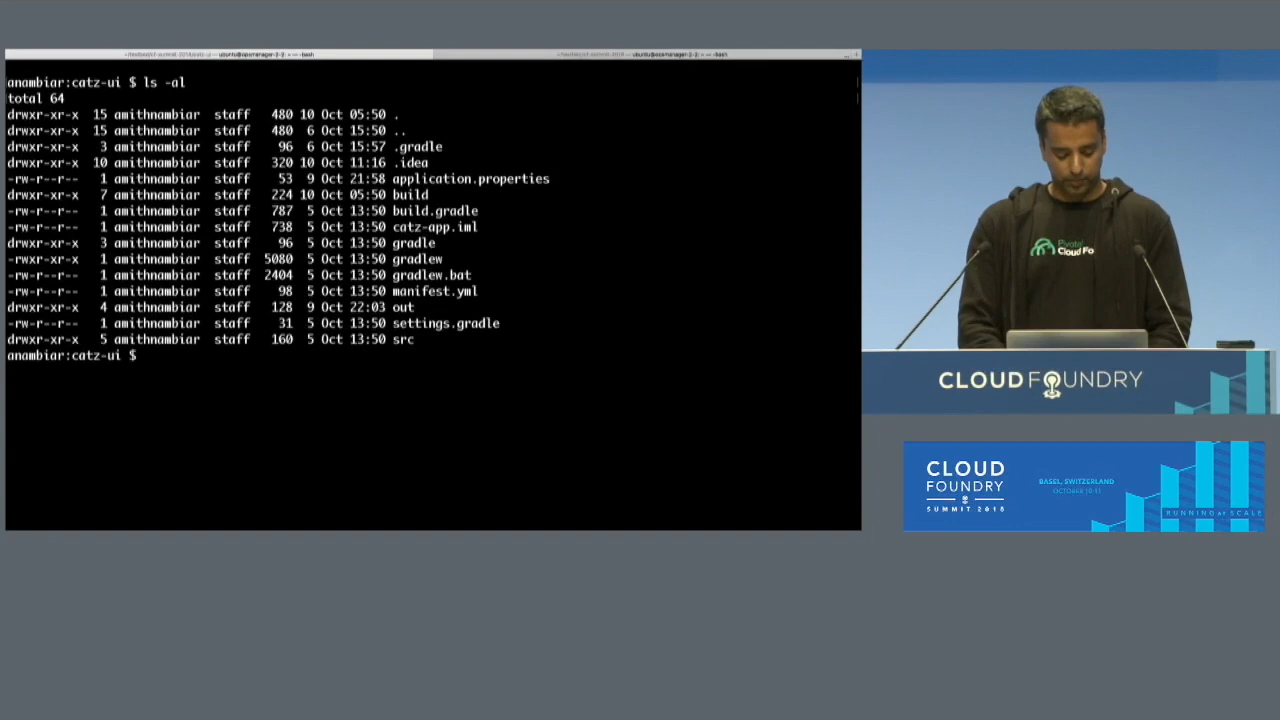 anambiar:catz-ui $ ls -al
total 64
drwxr-xr-x 15 amithnambiar staff 480 10 Oct 05:50 .
drwxr-xr-x 15 amithnambiar staff 480 6 Oct 15:50 ..
drwxr-xr-x 3 amithnambiar staff 96 6 Oct 15:57 .gradle
drwxr-xr-x 10 amithnambiar staff 320 10 Oct 11:16 .idea
-rw-r--r-- 1 amithnambiar staff 53 9 Oct 21:58 application.properties
drwxr-xr-x 7 amithnambiar staff 224 10 Oct 05:50 build
-rw-r--r-- 1 amithnambiar staff 787 5 Oct 13:50 build.gradle
-rw-r--r-- 1 amithnambiar staff 738 5 Oct 13:50 catz-app.iml
drwxr-xr-x 3 amithnambiar staff 96 5 Oct 13:50 gradle
-rwxr-xr-x 1 amithnambiar staff 5080 5 Oct 13:50 gradlew
-rw-r--r-- 1 amithnambiar staff 2404 5 Oct 13:50 gradlew.bat
-rw-r--r-- 1 amithnambiar staff 98 5 Oct 13:50 manifest.yml
drwxr-xr-x 4 amithnambiar staff 128 9 Oct 22:03 out
-rw-r--r-- 1 amithnambiar staff 31 5 Oct 13:50 settings.gradle
drwxr-xr-x 5 amithnambiar staff 160 5 Oct 13:50 src
anambiar:catz-ui $
Cloud Fo
CLOUD FOUNDRY
CLOUD
FOUNDRY
SUMMIT 2018
BASEL, SWITZERLAND
OCTOBER 10-11
RUNNING AT SCALE